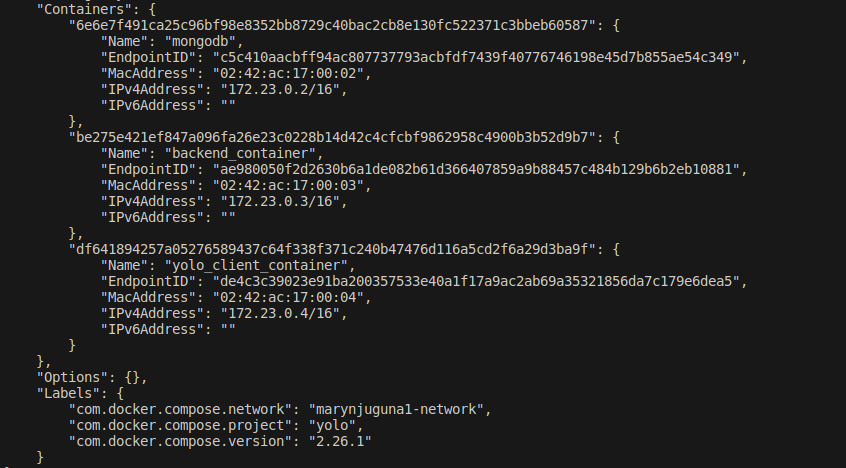 "Containers": {
"6e6e7f491ca25c96bf98e8352bb8729c40bac2cb8e130fc522371c3bbeb60587": {
"Name": "mongodb",
"EndpointID": "c5c410aacbff94ac807737793acbfdf7439f40776746198e45d7b855ae54c349",
"MacAddress": "02:42:ac:17:00:02",
"IPv4Address": "172.23.0.2/16",
"IPv6Address": ""
},
"be275e421ef847a096fa26e23c0228b14d42c4cfcbf9862958c4900b3b52d9b7": {
"Name": "backend_container",
"EndpointID": "ae980050f2d2630b6a1de082b61d366407859a9b88457c484b129b6b2eb10881",
"MacAddress": "02:42:ac:17:00:03",
"IPv4Address": "172.23.0.3/16",
"IPv6Address": ""
},
"df641894257a05276589437c64f338f371c240b47476d116a5cd2f6a29d3ba9f": {
"Name": "yolo_client_container",
"EndpointID": "de4c3c39023e91ba200357533e40a1f17a9ac2ab69a35321856da7c179e6dea5",
"MacAddress": "02:42:ac:17:00:04",
"IPv4Address": "172.23.0.4/16",
"IPv6Address": ""
}
},
"Options": {},
"Labels": {
"com.docker.compose.network": "marynjuguna1-network",
"com.docker.compose.project": "yolo",
"com.docker.compose.version": "2.26.1"
}